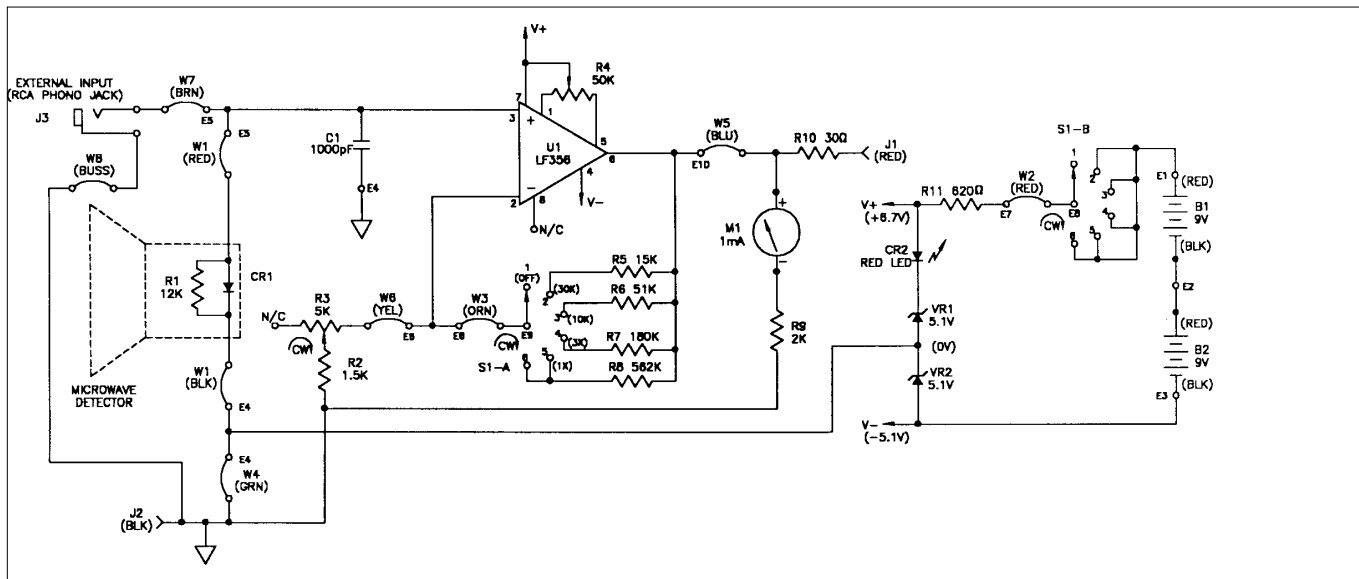 EXTERNAL INPUT
(RCA PHONO JACK)
J3
W7
(BRN)
E5
E5
W1
(RED)
W8
(BUSS)
C1
1000pF
E4
V+
R4
50K
7
3
+
1
U1
LF356
5
6
4
V-
−
2
8
N/C
W5
(BLU)
E10
R10 30Ω
J1
(RED)
+
M1
1mA
−
R9
2K
R1
12K
CR1
MICROWAVE
DETECTOR
W1
(BLK)
E4
E4
W4
(GRN)
J2
(BLK)
N/C
R3
5K
CW
R2
1.5K
W6
(YEL)
E6
W3
(ORN)
CW
E9
1
(OFF)
2
(30K)
3
(10K)
4
(3K)
5
(1X)
6
S1-A
R5 15K
R6 51K
R7 180K
R8 562K
S1-B
1
2
3
4
5
6
W2
(RED)
E7
E8
CW
R11 620Ω
V+
(+6.7V)
CR2
RED LED
VR1
5.1V
(0V)
VR2
5.1V
V-
(-5.1V)
E1
(RED)
B1
9V
(BLK)
E2
(RED)
B2
9V
(BLK)
E3